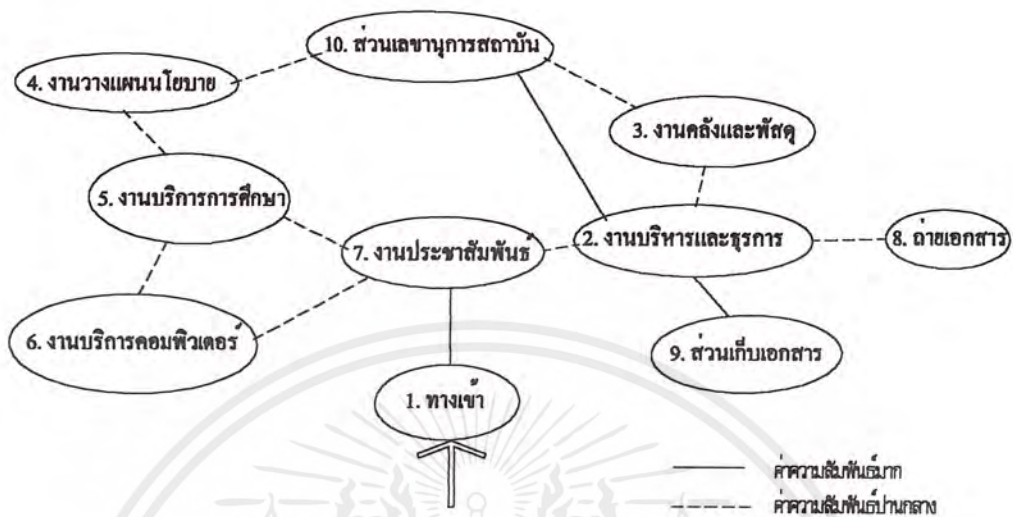 10. ส่วนเลขานุการสถาบัน
4. งานวางแผนนโยบาย
3. งานคลังและพัสดุ
5. งานบริการการศึกษา
7. งานประชาสัมพันธ์
2. งานบริหารและธุรการ
8. ถ่ายเอกสาร
6. งานบริการคอมพิวเตอร์
9. ส่วนเก็บเอกสาร
1. ทางเข้า
ค่าความสัมพันธ์มาก
ค่าความสัมพันธ์ปานกลาง